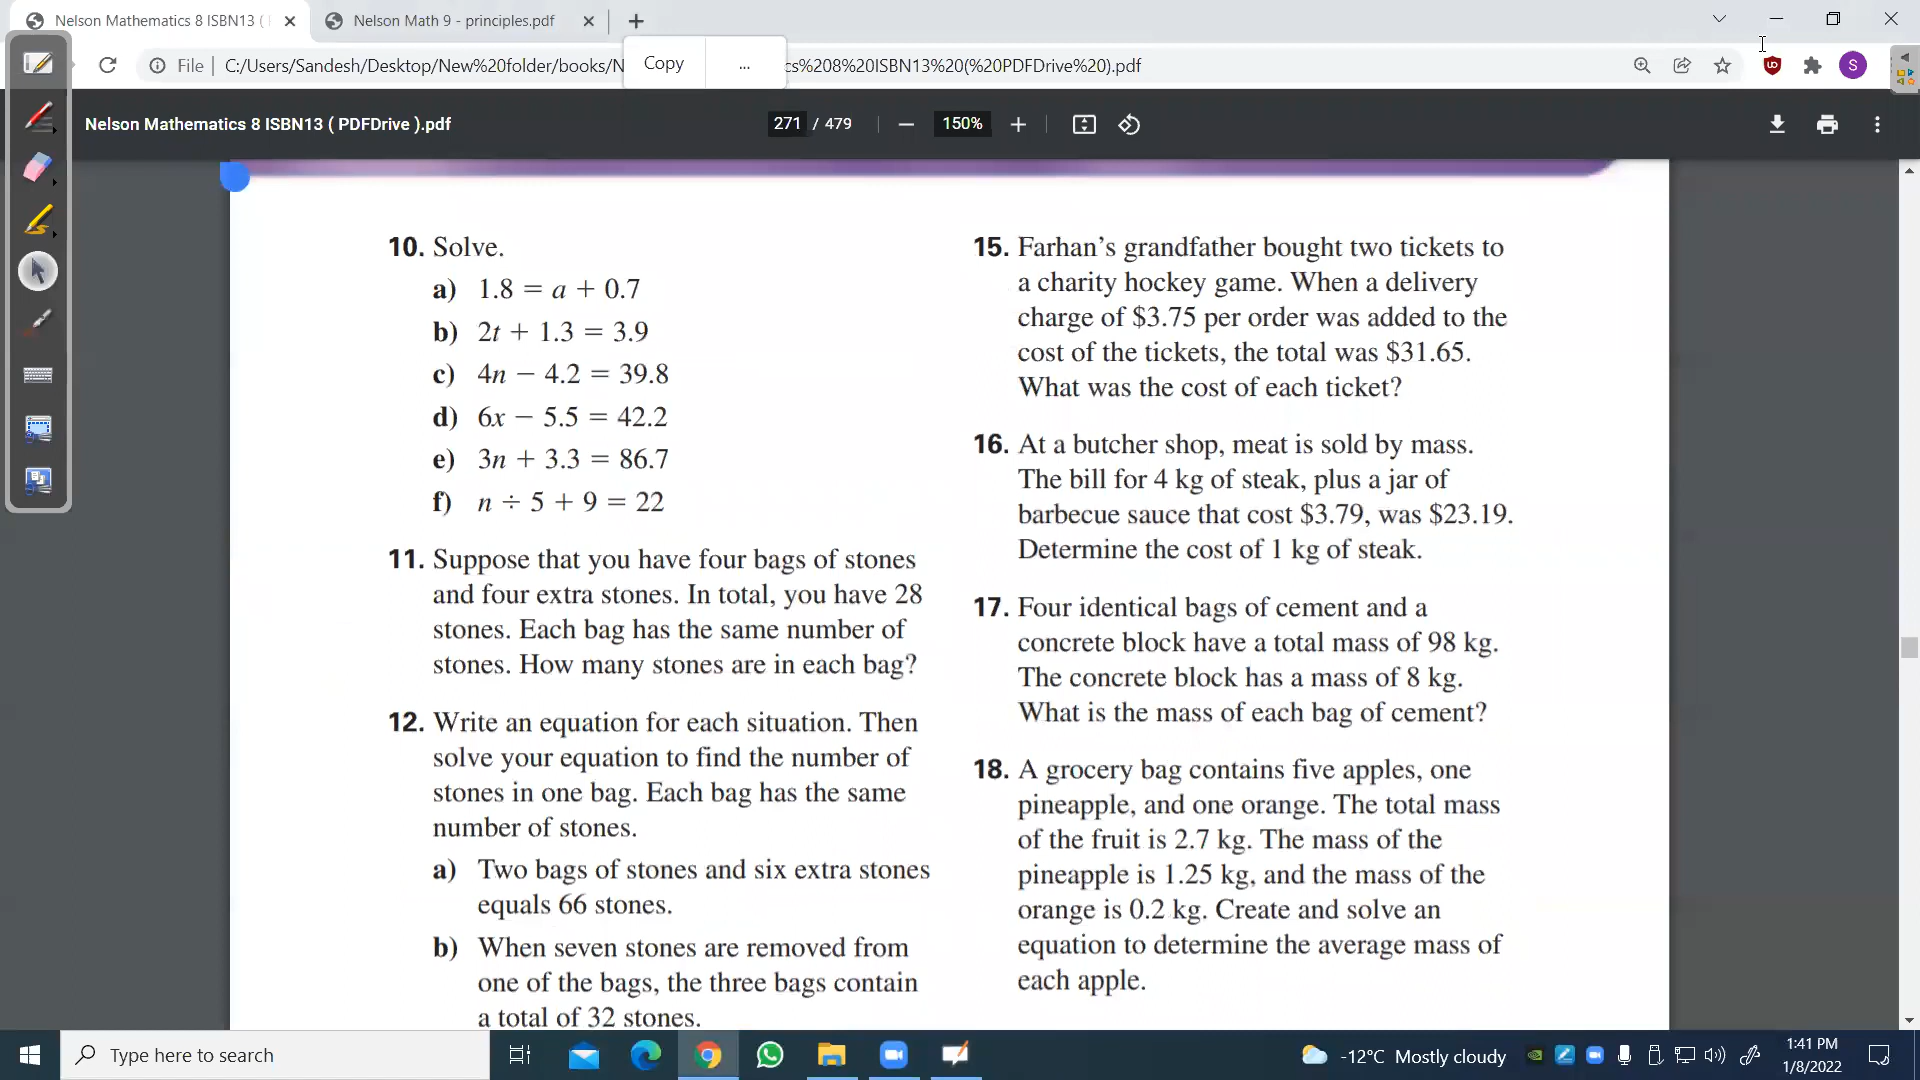 Nelson Mathematics 8 ISBN13 (
Nelson Math 9 - principles.pdf
File
C:/Users/Sandesh/Desktop/New%20folder/books/N
cs%208%20ISBN13%20(%20PDFDrive%20).pdf
Copy
...
S
Nelson Mathematics 8 ISBN13 ( PDFDrive ).pdf
271 / 479
150%
10. Solve.
a) 1.8 = a + 0.7
b) 2t + 1.3 = 3.9
c) 4n − 4.2 = 39.8
d) 6x − 5.5 = 42.2
e) 3n + 3.3 = 86.7
f) n ÷ 5 + 9 = 22
11. Suppose that you have four bags of stones
and four extra stones. In total, you have 28
stones. Each bag has the same number of
stones. How many stones are in each bag?
12. Write an equation for each situation. Then
solve your equation to find the number of
stones in one bag. Each bag has the same
number of stones.
a) Two bags of stones and six extra stones
equals 66 stones.
b) When seven stones are removed from
one of the bags, the three bags contain
a total of 32 stones.
15. Farhan’s grandfather bought two tickets to
a charity hockey game. When a delivery
charge of $3.75 per order was added to the
cost of the tickets, the total was $31.65.
What was the cost of each ticket?
16. At a butcher shop, meat is sold by mass.
The bill for 4 kg of steak, plus a jar of
barbecue sauce that cost $3.79, was $23.19.
Determine the cost of 1 kg of steak.
17. Four identical bags of cement and a
concrete block have a total mass of 98 kg.
The concrete block has a mass of 8 kg.
What is the mass of each bag of cement?
18. A grocery bag contains five apples, one
pineapple, and one orange. The total mass
of the fruit is 2.7 kg. The mass of the
pineapple is 1.25 kg, and the mass of the
orange is 0.2 kg. Create and solve an
equation to determine the average mass of
each apple.
Type here to search
-12°C Mostly cloudy
1:41 PM
1/8/2022